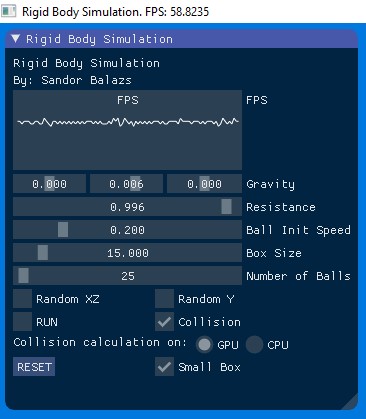 Rigid Body Simulation. FPS: 58.8235
Rigid Body Simulation
Rigid Body Simulation
By: Sandor Balazs
FPS FPS
0.000 0.006 0.000 Gravity
0.996 Resistance
0.200 Ball Init Speed
15.000 Box Size
25 Number of Balls
Random XZ Random Y
RUN Collision
Collision calculation on: GPU CPU
RESET Small Box